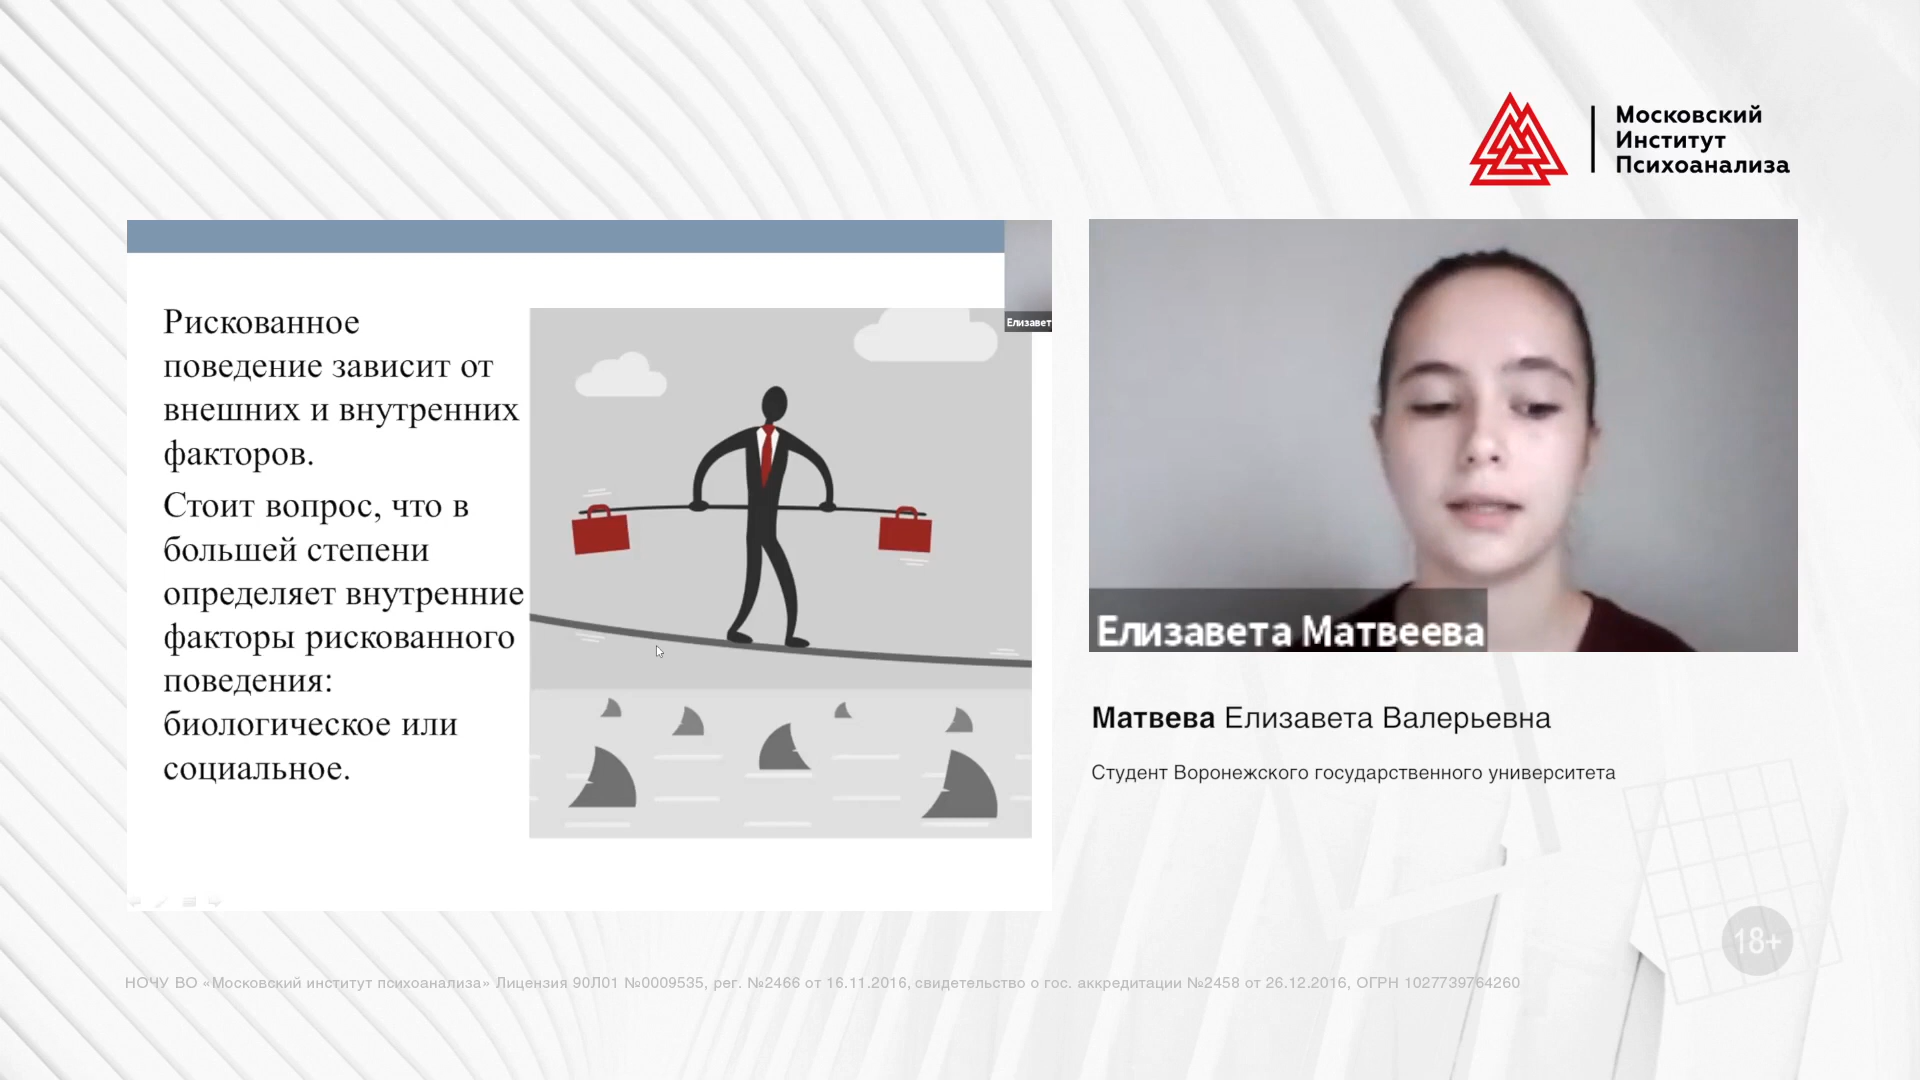 Московский
Институт
Психоанализа
Елизавет
Рискованное
поведение зависит от
внешних и внутренних
факторов.
Стоит вопрос, что в
большей степени
определяет внутренние
факторы рискованного
поведения:
биологическое или
социальное.
Елизавета Матвеева
Матвева Елизавета Валерьевна
Студент Воронежского государственного университета
18+
НОЧУ ВО «Московский институт психоанализа» Лицензия 90Л01 №0009535, рег. №2466 от 16.11.2016, свидетельство о гос. аккредитации №2458 от 26.12.2016, ОГРН 1027739764260